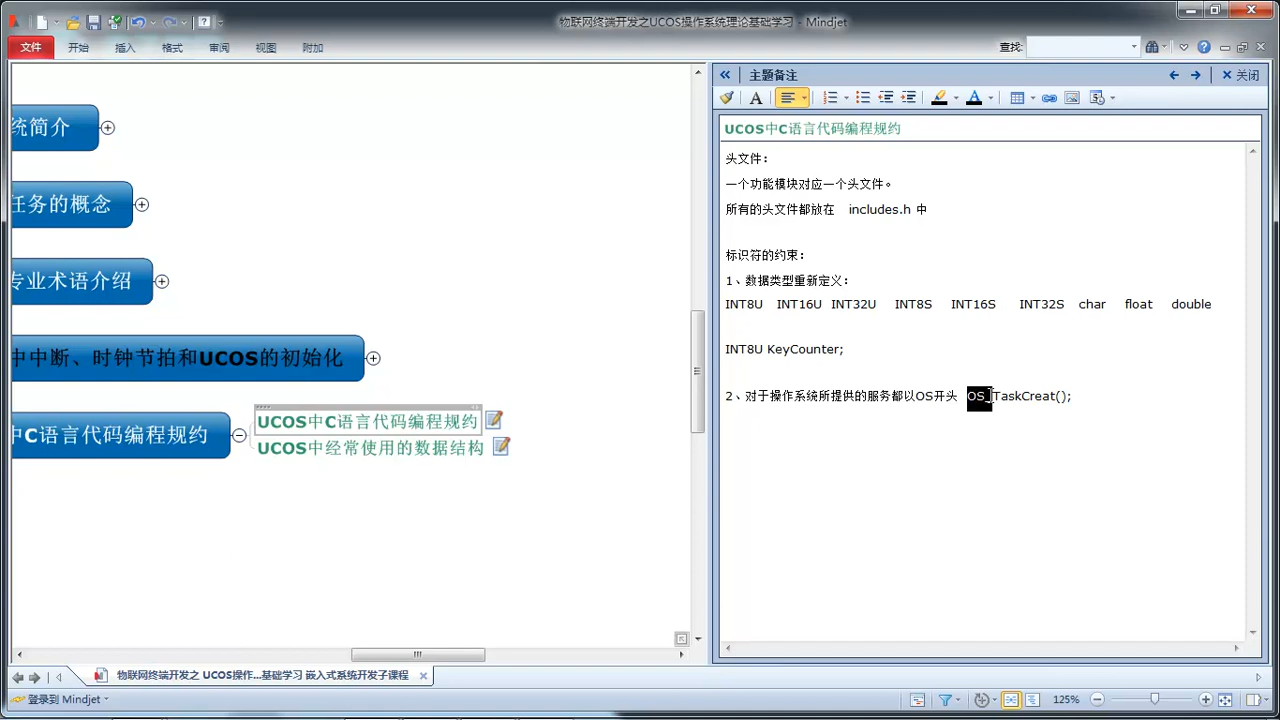 物联网终端开发之UCOS操作系统理论基础学习 - Mindjet
文件 开始 插入 格式 审阅 视图 附加 查找:
主题备注 关闭
UCOS中C语言代码编程规约
头文件:
一个功能模块对应一个头文件。
所有的头文件都放在 includes.h 中
标识符的约束:
1、数据类型重新定义:
INT8U INT16U INT32U INT8S INT16S INT32S char float double
INT8U KeyCounter;
2、对于操作系统所提供的服务都以OS开头 OS_TaskCreat();
统简介
任务的概念
专业术语介绍
中中断、时钟节拍和UCOS的初始化
中C语言代码编程规约
UCOS中C语言代码编程规约
UCOS中经常使用的数据结构
物联网终端开发之 UCOS操作...基础学习 嵌入式系统开发子课程
登录到 Mindjet
125%